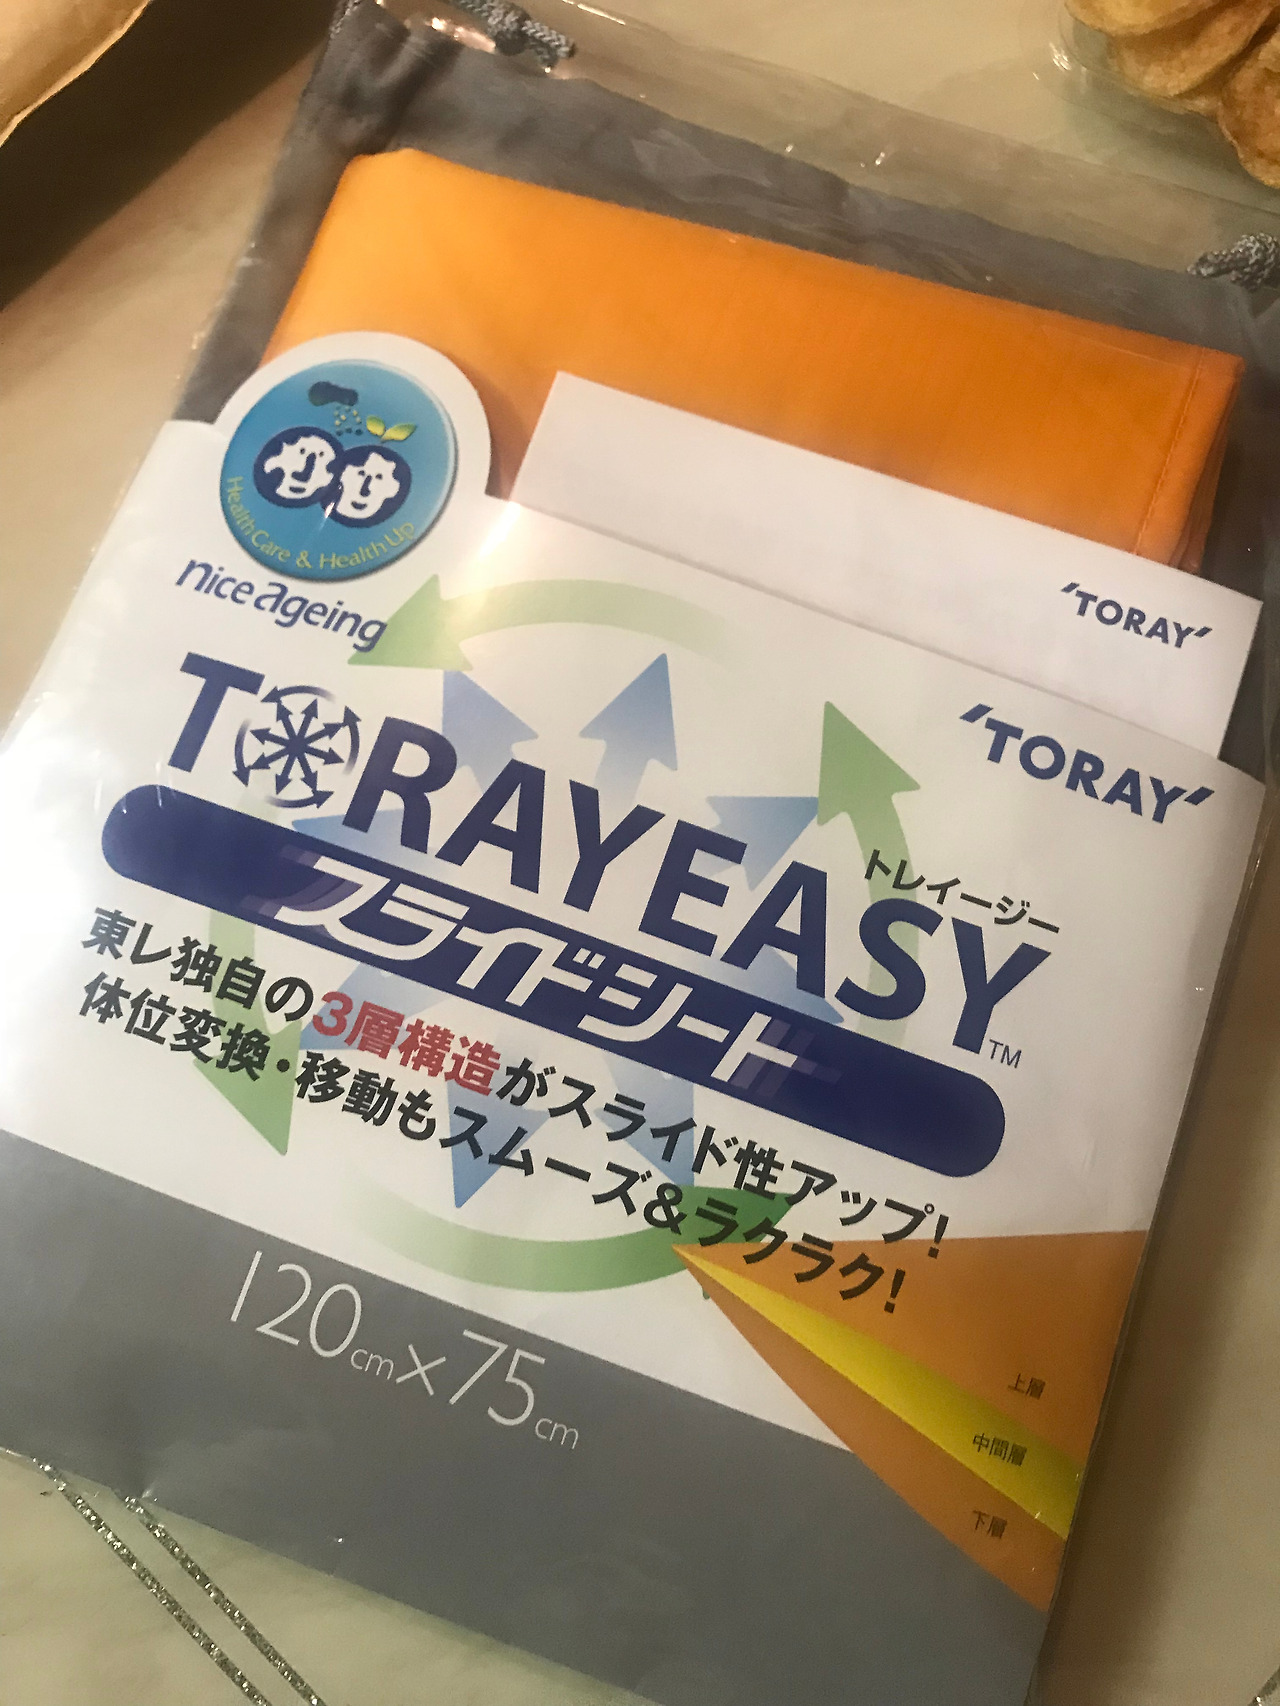 Health Care & Health Up
nice ageing
'TORAY'
'TORAY'
TORAYEASY™
トレイージー
スライドシート
東レ独自の3層構造がスライド性アップ!
体位変換・移動もスムーズ&ラクラク!
120cm×75cm
上層
中間層
下層